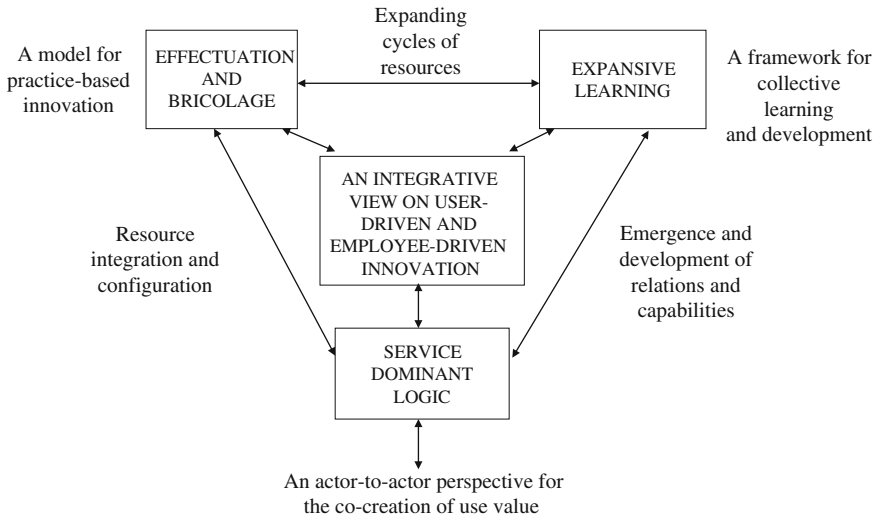 Expanding
cycles of
resources
A model for
practice-based
innovation
EFFECTUATION
AND
BRICOLAGE
EXPANSIVE
LEARNING
A framework for
collective
learning
and development
AN INTEGRATIVE
VIEW ON USER-
DRIVEN AND
EMPLOYEE-DRIVEN
INNOVATION
Resource
integration and
configuration
Emergence and
development of
relations and
capabilities
SERVICE
DOMINANT
LOGIC
An actor-to-actor perspective for
the co-creation of use value